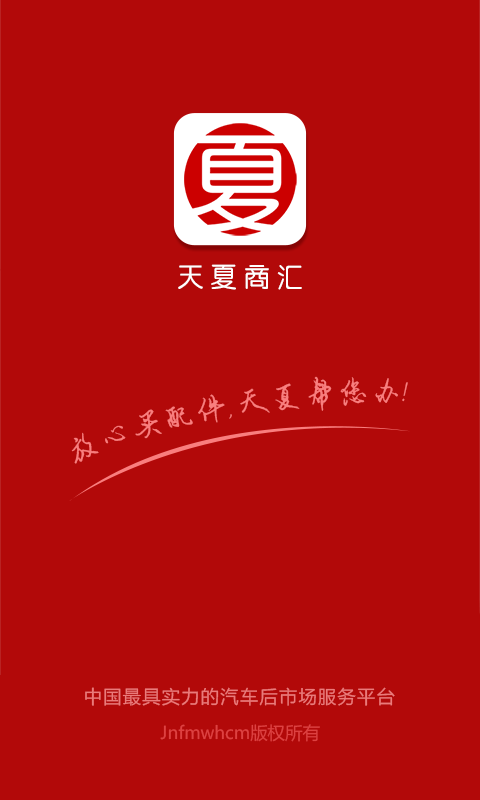 夏
天夏商汇
放心买配件,天夏帮您办!
中国最具实力的汽车后市场服务平台
Jnfmwhcm版权所有